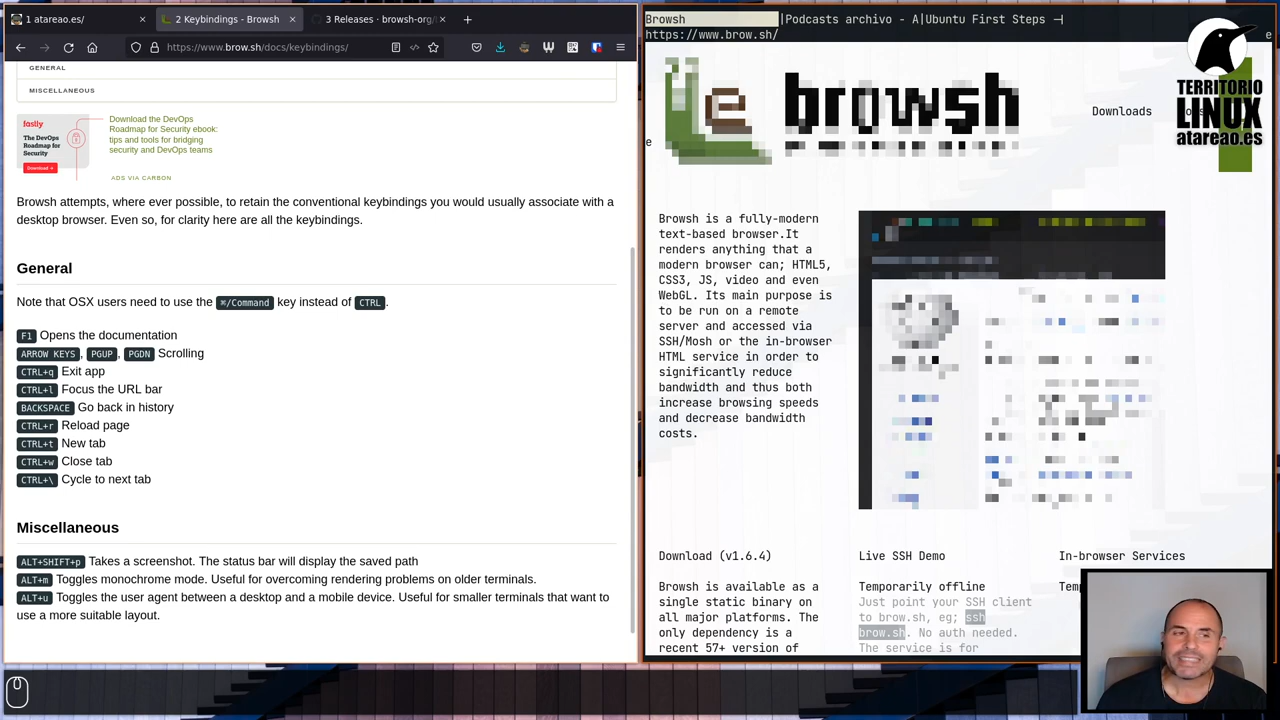 1 atareao.es/
2 Keybindings - Browsh
3 Releases · browsh-org/
https://www.brow.sh/docs/keybindings/
GENERAL
MISCELLANEOUS
fastly
The DevOps
Roadmap for
Security
Download
Download the DevOps
Roadmap for Security ebook:
tips and tools for bridging
security and DevOps teams
ADS VIA CARBON
Browsh attempts, where ever possible, to retain the conventional keybindings you would usually associate with a
desktop browser. Even so, for clarity here are all the keybindings.
General
Note that OSX users need to use the ⌘/Command key instead of CTRL.
F1 Opens the documentation
ARROW KEYS, PGUP, PGDN Scrolling
CTRL+q Exit app
CTRL+l Focus the URL bar
BACKSPACE Go back in history
CTRL+r Reload page
CTRL+t New tab
CTRL+w Close tab
CTRL+\ Cycle to next tab
Miscellaneous
ALT+SHIFT+p Takes a screenshot. The status bar will display the saved path
ALT+m Toggles monochrome mode. Useful for overcoming rendering problems on older terminals.
ALT+u Toggles the user agent between a desktop and a mobile device. Useful for smaller terminals that want to
use a more suitable layout.
Browsh |Podcasts archivo - A|Ubuntu First Steps
https://www.brow.sh/
e
browsh
e
Downloads
TERRITORIO
LINUX
atareao.es
Browsh is a fully-modern
text-based browser.It
renders anything that a
modern browser can; HTML5,
CSS3, JS, video and even
WebGL. Its main purpose is
to be run on a remote
server and accessed via
SSH/Mosh or the in-browser
HTML service in order to
significantly reduce
bandwidth and thus both
increase browsing speeds
and decrease bandwidth
costs.
Download (v1.6.4)
Browsh is available as a
single static binary on
all major platforms. The
only dependency is a
recent 57+ version of
Live SSH Demo
Temporarily offline
Just point your SSH client
to brow.sh, eg; ssh
brow.sh. No auth needed.
The service is for
In-browser Services